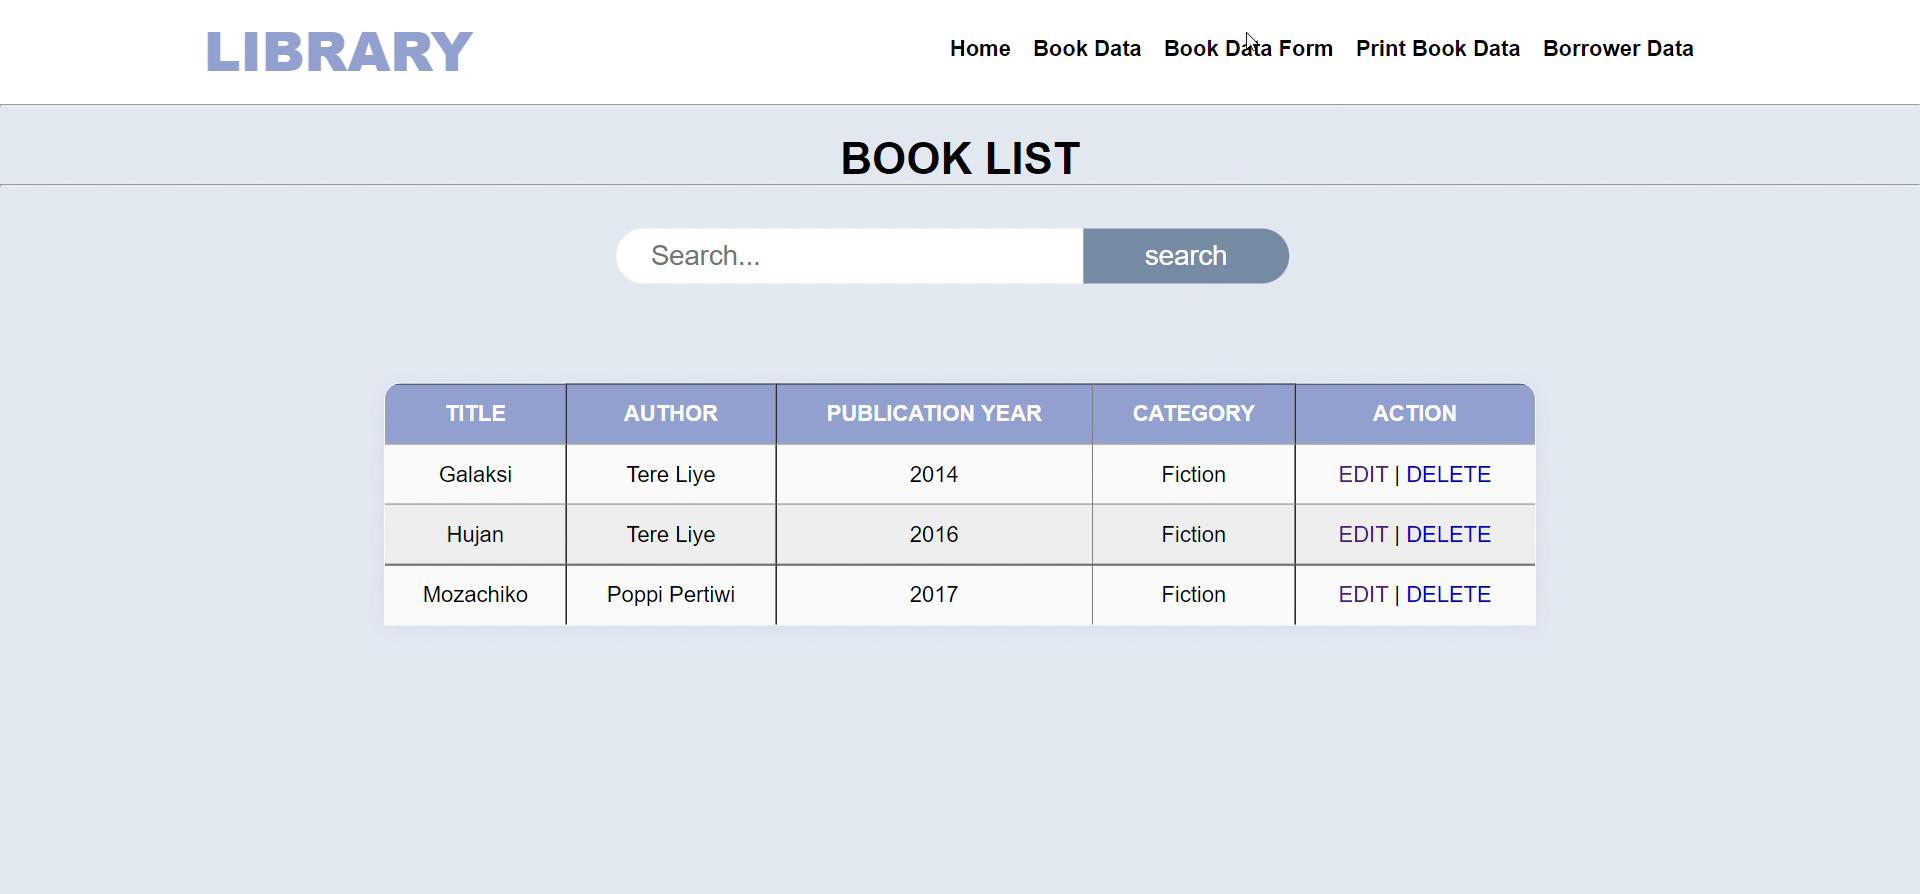 LIBRARY
Home Book Data Book Data Form Print Book Data Borrower Data
BOOK LIST
Search... search
TITLE AUTHOR PUBLICATION YEAR CATEGORY ACTION
Galaksi Tere Liye 2014 Fiction EDIT | DELETE
Hujan Tere Liye 2016 Fiction EDIT | DELETE
Mozachiko Poppi Pertiwi 2017 Fiction EDIT | DELETE